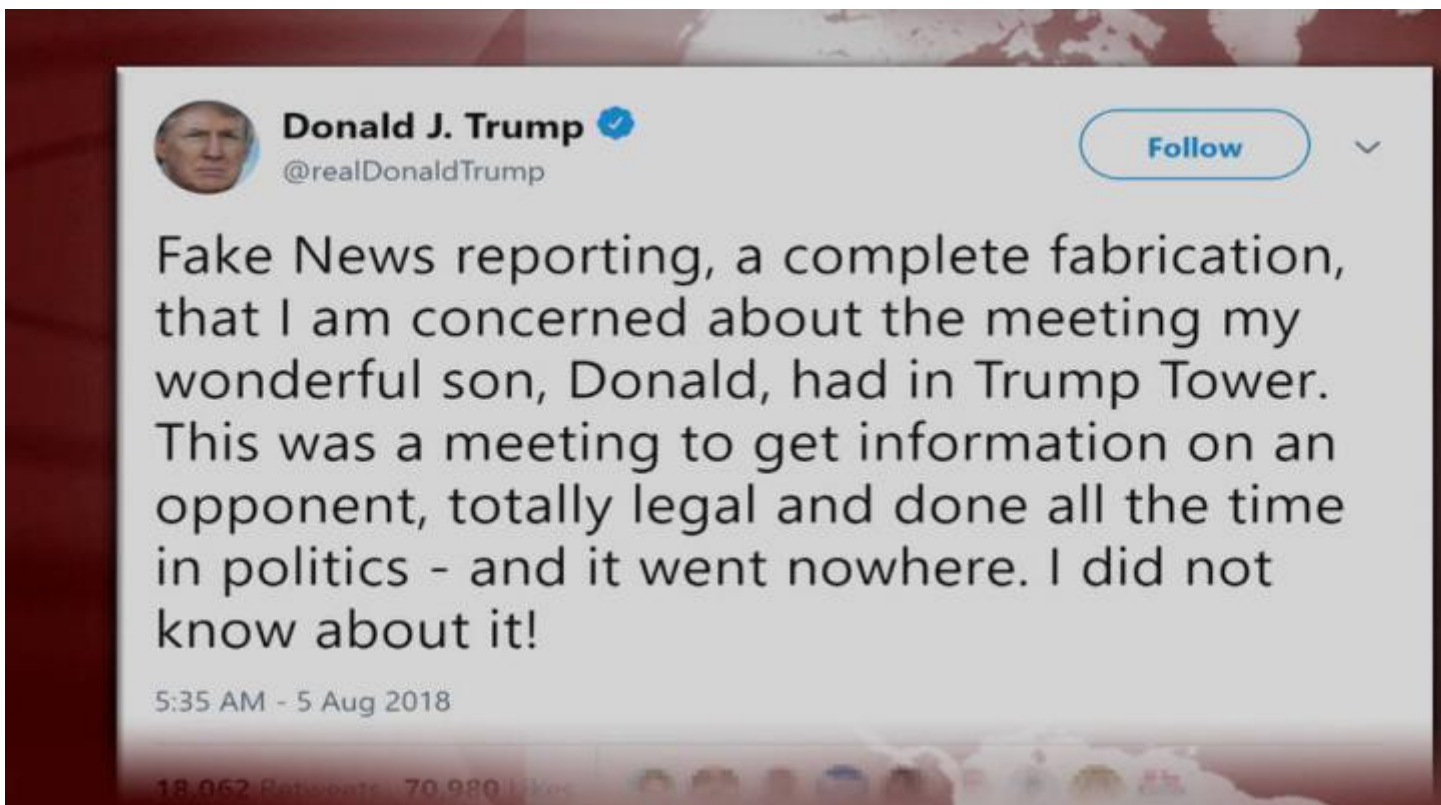 Donald J. Trump
@realDonaldTrump
Follow
Fake News reporting, a complete fabrication,
that I am concerned about the meeting my
wonderful son, Donald, had in Trump Tower.
This was a meeting to get information on an
opponent, totally legal and done all the time
in politics - and it went nowhere. I did not
know about it!
5:35 AM - 5 Aug 2018
18,062 Retweets 70,980 Likes